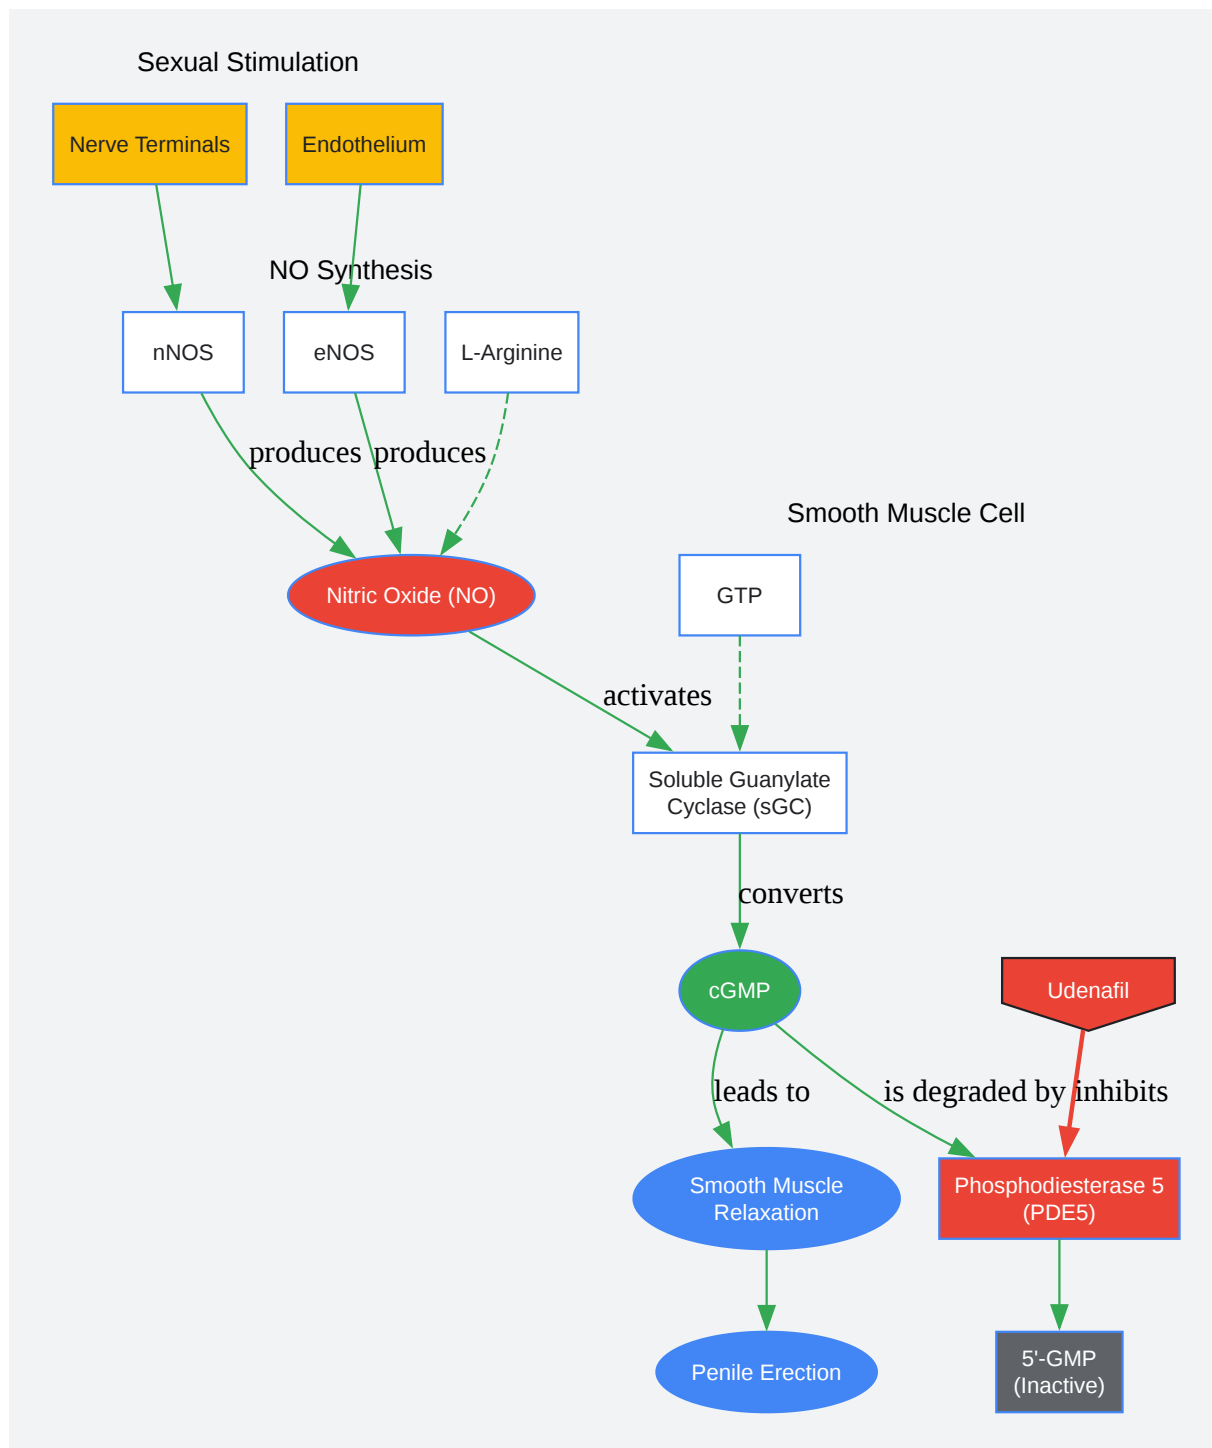 Sexual Stimulation
Nerve Terminals
Endothelium
NO Synthesis
nNOS
eNOS
L-Arginine
produces
produces
Smooth Muscle Cell
Nitric Oxide (NO)
GTP
activates
Soluble Guanylate
Cyclase (sGC)
converts
cGMP
Udenafil
leads to
is degraded by
inhibits
Smooth Muscle
Relaxation
Phosphodiesterase 5
(PDE5)
Penile Erection
5'-GMP
(Inactive)